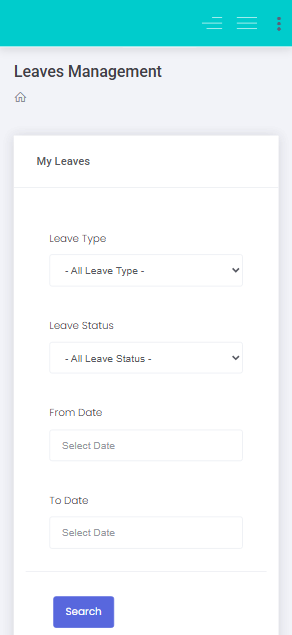 Leaves Management
My Leaves
Leave Type
- All Leave Type -
Leave Status
- All Leave Status -
From Date
Select Date
To Date
Select Date
Search